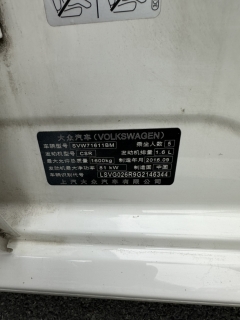 大众汽车(VOLKSWAGEN)
车辆型号 SVW71611BM 乘坐人数 5
发动机型号 CSR 发动机排量 1.6 L
最大允许总质量 1600kg 制造年月 2016.09
发动机最大净功率 81 kW 制造国 中国
车辆识别代号 LSVG026R9G2146344
上汽大众汽车有限公司